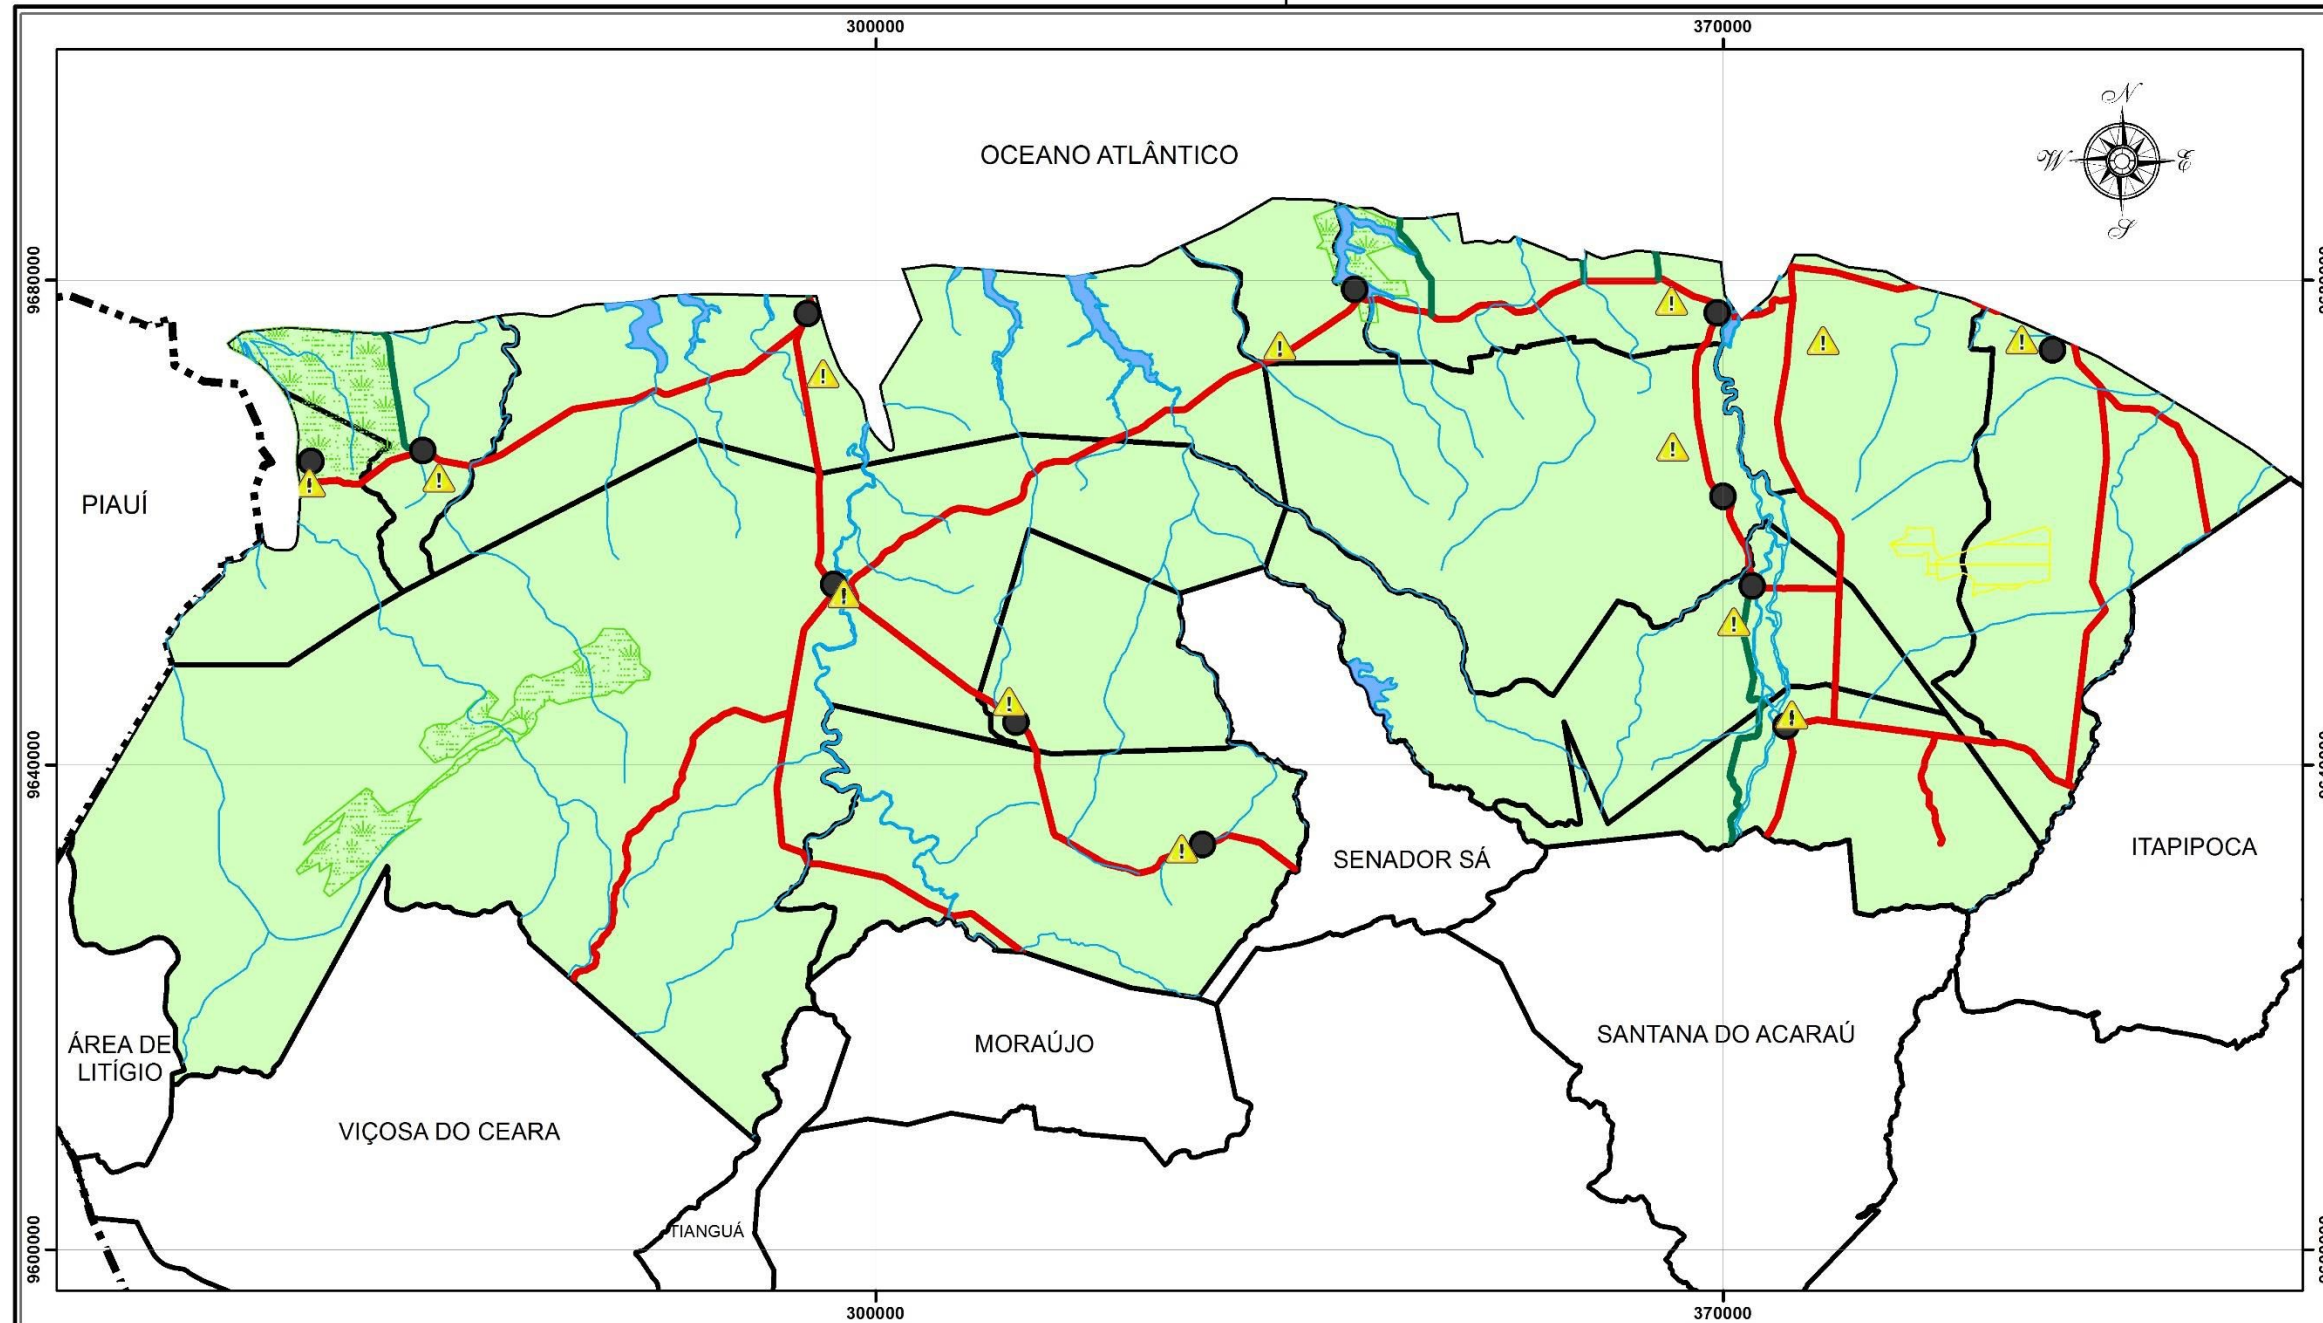 300000
370000
N
OCEANO ATLÂNTICO
W
E
S
9680000
PIAUÍ
9640000
SENADOR SÁ
ITAPIPOCA
SANTANA DO ACARAÚ
ÁREA DE
LITÍGIO
MORAÚJO
VIÇOSA DO CEARA
TIANGUÁ
9600000
300000
370000